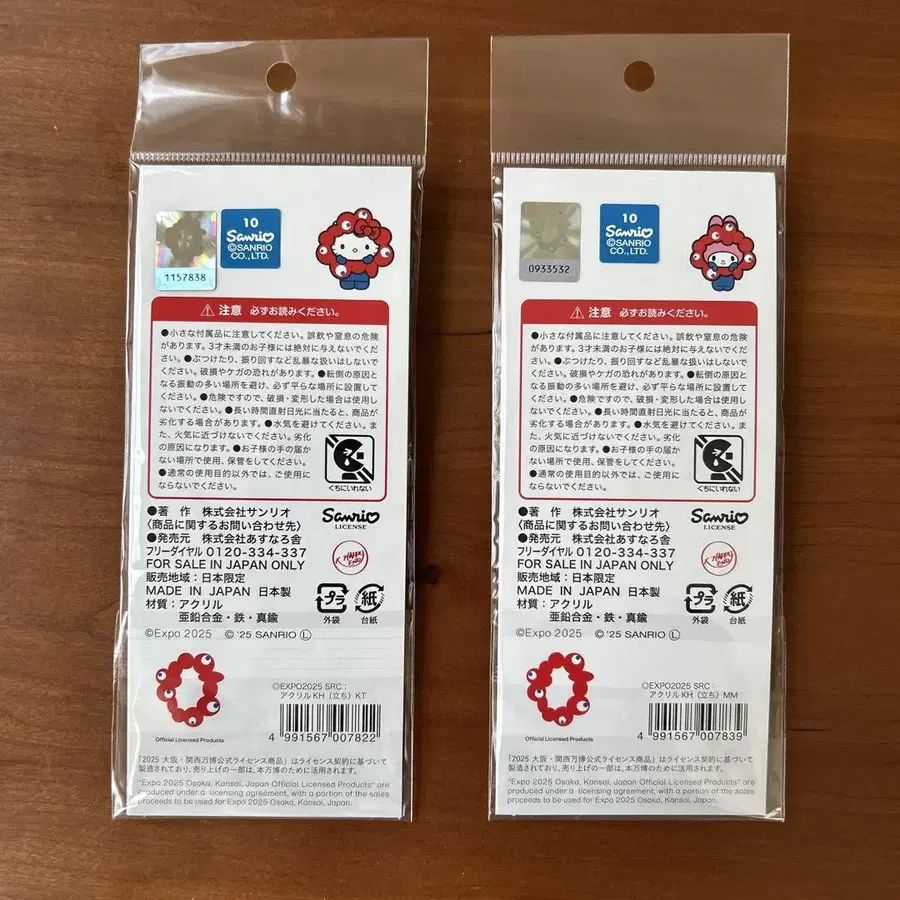 1157838
10
Sanrio
©SANRIO
CO., LTD.
⚠ 注意 必ずお読みください。
●小さな付属品に注意してください。誤飲や窒息の危険
があります。3才未満のお子様には絶対に与えないでくだ
さい。●ぶつけたり、振り回すなど乱暴な扱いはしないで
ください。破損やケガの恐れがあります。●転倒の原因と
なる振動の多い場所を避け、必ず平らな場所に設置して
ください。●危険ですので、破損・変形した場合は使用し
ないでください。●長い時間直射日光に当たると、商品が
劣化する場合があります。●水気を避けてください。ま
た、火気に近づけないでください。劣化
の原因になります。●お子様の手の届か
ない場所で使用、保管をしてください。
●通常の使用目的以外では、ご使用に
ならないでください。
くちにいれない
●著 作 株式会社サンリオ
〈商品に関するお問い合わせ先〉
●発売元 株式会社あすなろ舎
フリーダイヤル 0120-334-337
FOR SALE IN JAPAN ONLY
販売地域：日本限定
MADE IN JAPAN 日本製
材質：アクリル
亜鉛合金・鉄・真鍮
Sanrio
LICENSE
プラ
外袋
紙
台紙
©Expo 2025 © '25 SANRIO Ⓛ
©EXPO2025 SRC：
アクリルKH（立ち）KT
4 991567 007822
Official Licensed Products
「2025 大阪・関西万博公式ライセンス商品」はライセンス契約に基づいて
製造されており、売り上げの一部は、本万博のために活用されます。
"Expo 2025 Osaka, Kansai, Japan Official Licensed Products" are
produced under a licensing agreement, with a portion of the sales
proceeds to be used for Expo 2025 Osaka, Kansai, Japan.
0933532
10
Sanrio
©SANRIO
CO., LTD.
⚠ 注意 必ずお読みください。
●小さな付属品に注意してください。誤飲や窒息の危険
があります。3才未満のお子様には絶対に与えないでくだ
さい。●ぶつけたり、振り回すなど乱暴な扱いはしないで
ください。破損やケガの恐れがあります。●転倒の原因と
なる振動の多い場所を避け、必ず平らな場所に設置して
ください。●危険ですので、破損・変形した場合は使用し
ないでください。●長い時間直射日光に当たると、商品が
劣化する場合があります。●水気を避けてください。ま
た、火気に近づけないでください。劣化
の原因になります。●お子様の手の届か
ない場所で使用、保管をしてください。
●通常の使用目的以外では、ご使用に
ならないでください。
くちにいれない
●著 作 株式会社サンリオ
〈商品に関するお問い合わせ先〉
●発売元 株式会社あすなろ舎
フリーダイヤル 0120-334-337
FOR SALE IN JAPAN ONLY
販売地域：日本限定
MADE IN JAPAN 日本製
材質：アクリル
亜鉛合金・鉄・真鍮
Sanrio
LICENSE
プラ
外袋
紙
台紙
©Expo 2025 © '25 SANRIO Ⓛ
©EXPO2025 SRC：
アクリルKH（立ち）MM
4 991567 007839
Official Licensed Products
「2025 大阪・関西万博公式ライセンス商品」はライセンス契約に基づいて
製造されており、売り上げの一部は、本万博のために活用されます。
"Expo 2025 Osaka, Kansai, Japan Official Licensed Products" are
produced under a licensing agreement, with a portion of the sales
proceeds to be used for Expo 2025 Osaka, Kansai, Japan.